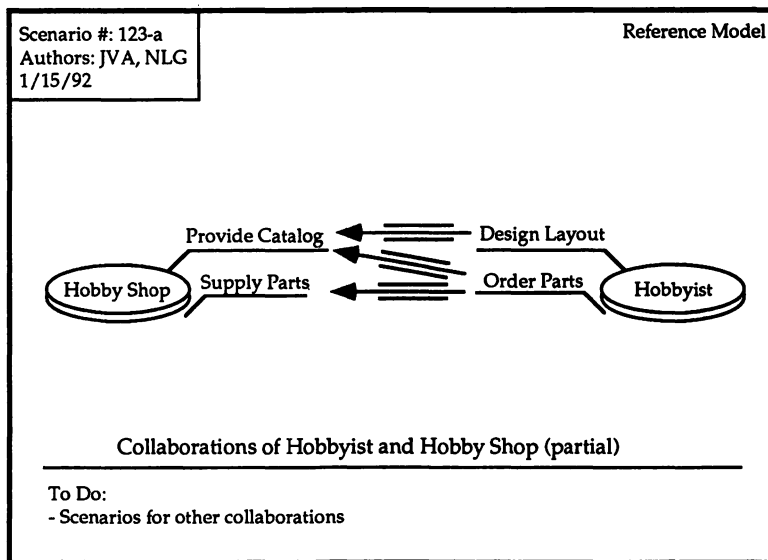 Scenario #: 123-a
Authors: JVA, NLG
1/15/92
Reference Model
Provide Catalog
Design Layout
Hobby Shop
Supply Parts
Order Parts
Hobbyist
Collaborations of Hobbyist and Hobby Shop (partial)
To Do:
- Scenarios for other collaborations